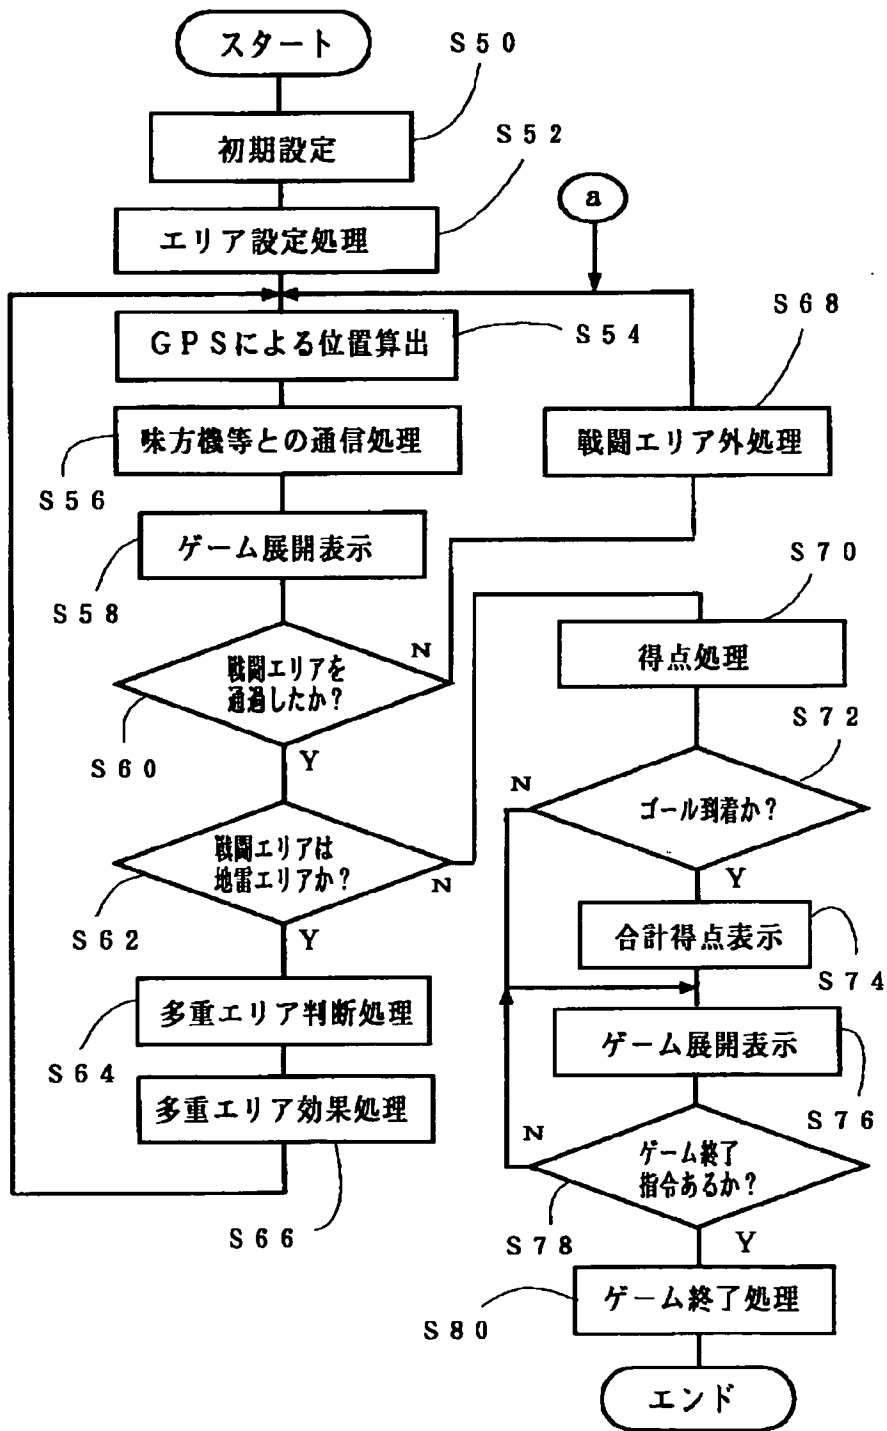 スタート
S50
初期設定
S52
エリア設定処理
a
GPSによる位置算出
S54
S68
味方機等との通信処理
S56
戦闘エリア外処理
ゲーム展開表示
S58
戦闘エリアを
通過したか?
N
S60
Y
戦闘エリアは
地雷エリアか?
N
S62
Y
多重エリア判断処理
S64
多重エリア効果処理
S66
S70
得点処理
S72
N
ゴール到着か?
Y
合計得点表示
S74
ゲーム展開表示
S76
N
ゲーム終了
指令あるか?
S78
Y
ゲーム終了処理
S80
エンド